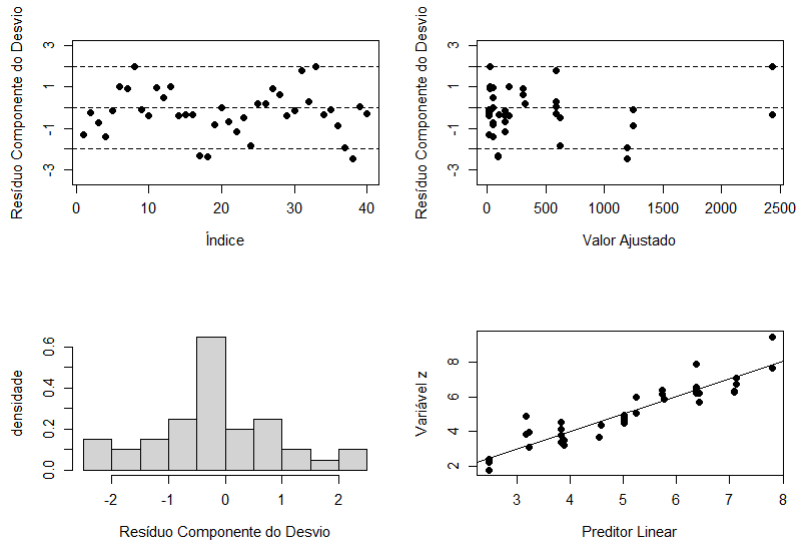 Resíduo Componente do Desvio
3
1
-1
-3
0 10 20 30 40
Índice
Resíduo Componente do Desvio
3
1
-1
-3
0 500 1000 1500 2000 2500
Valor Ajustado
densidade
0.6
0.4
0.2
0.0
-2 -1 0 1 2
Resíduo Componente do Desvio
Variável z
8
6
4
2
3 4 5 6 7 8
Preditor Linear